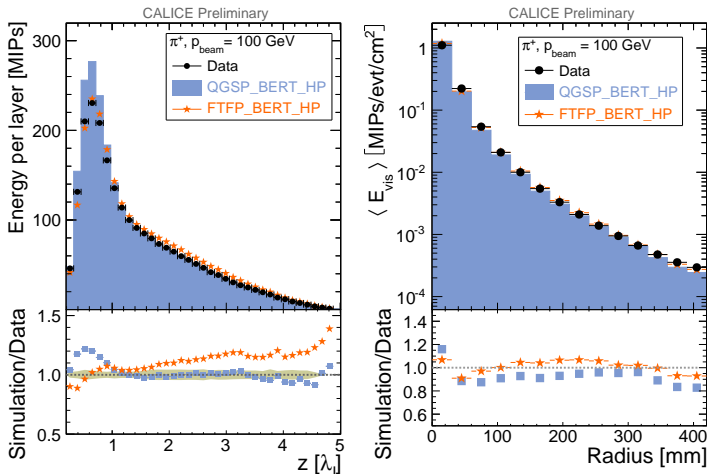 CALICE Preliminary
Energy per layer [MIPs]
300
200
100
π⁺, p_beam = 100 GeV
Data
QGSP_BERT_HP
FTFP_BERT_HP
Simulation/Data
1.5
1.0
0.5
0 1 2 3 4 5
z [λ_I]
CALICE Preliminary
⟨ E_vis ⟩ [MIPs/evt/cm²]
1
10⁻¹
10⁻²
10⁻³
10⁻⁴
π⁺, p_beam = 100 GeV
Data
QGSP_BERT_HP
FTFP_BERT_HP
Simulation/Data
1.4
1.2
1.0
0.8
0.6
0 100 200 300 400
Radius [mm]